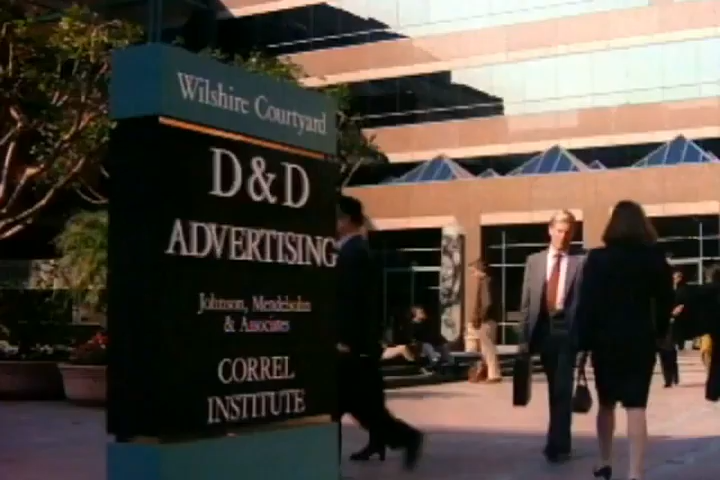 Wilshire Courtyard
D&D
ADVERTISING
Johnson, Mendelsohn
& Associates
CORREL
INSTITUTE